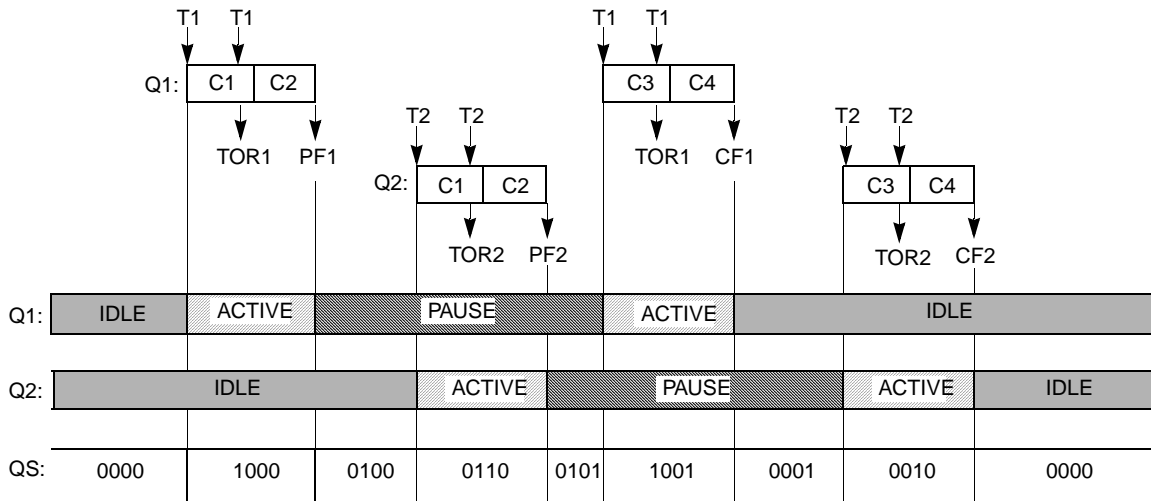 T1 T1 T1 T1
Q1: C1 C2 C3 C4
T2 T2 T2 T2
TOR1 PF1 TOR1 CF1
Q2: C1 C2 C3 C4
TOR2 PF2 TOR2 CF2
Q1: IDLE ACTIVE PAUSE ACTIVE IDLE
Q2: IDLE ACTIVE PAUSE ACTIVE IDLE
QS: 0000 1000 0100 0110 0101 1001 0001 0010 0000